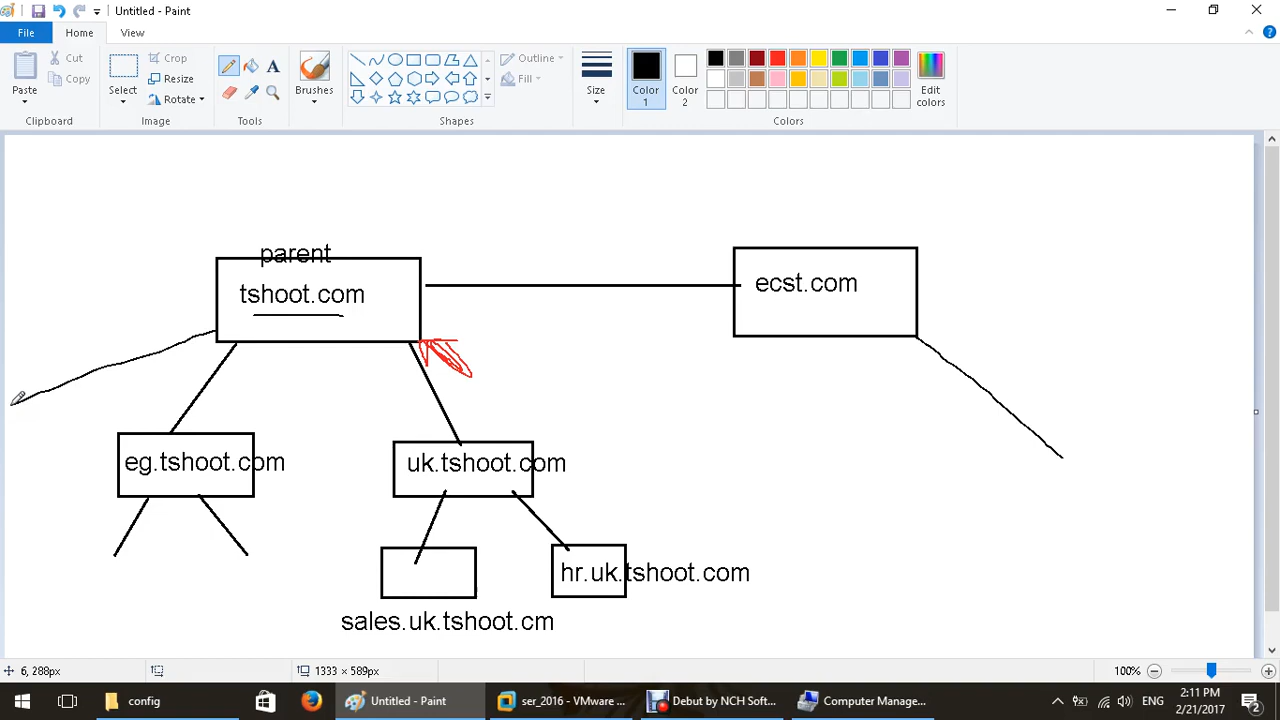 Untitled - Paint
File
Home
View
Paste
Cut
Copy
Clipboard
Select
Crop
Resize
Rotate
Image
A
Tools
Brushes
Outline
Fill
Shapes
Size
Color 1
Color 2
Edit colors
Colors
parent
tshoot.com
ecst.com
eg.tshoot.com
uk.tshoot.com
hr.uk.tshoot.com
sales.uk.tshoot.cm
6, 288px
1333 × 589px
100%
config
Untitled - Paint
ser_2016 - VMware ...
Debut by NCH Soft...
Computer Manage...
ENG
2:11 PM
2/21/2017
2